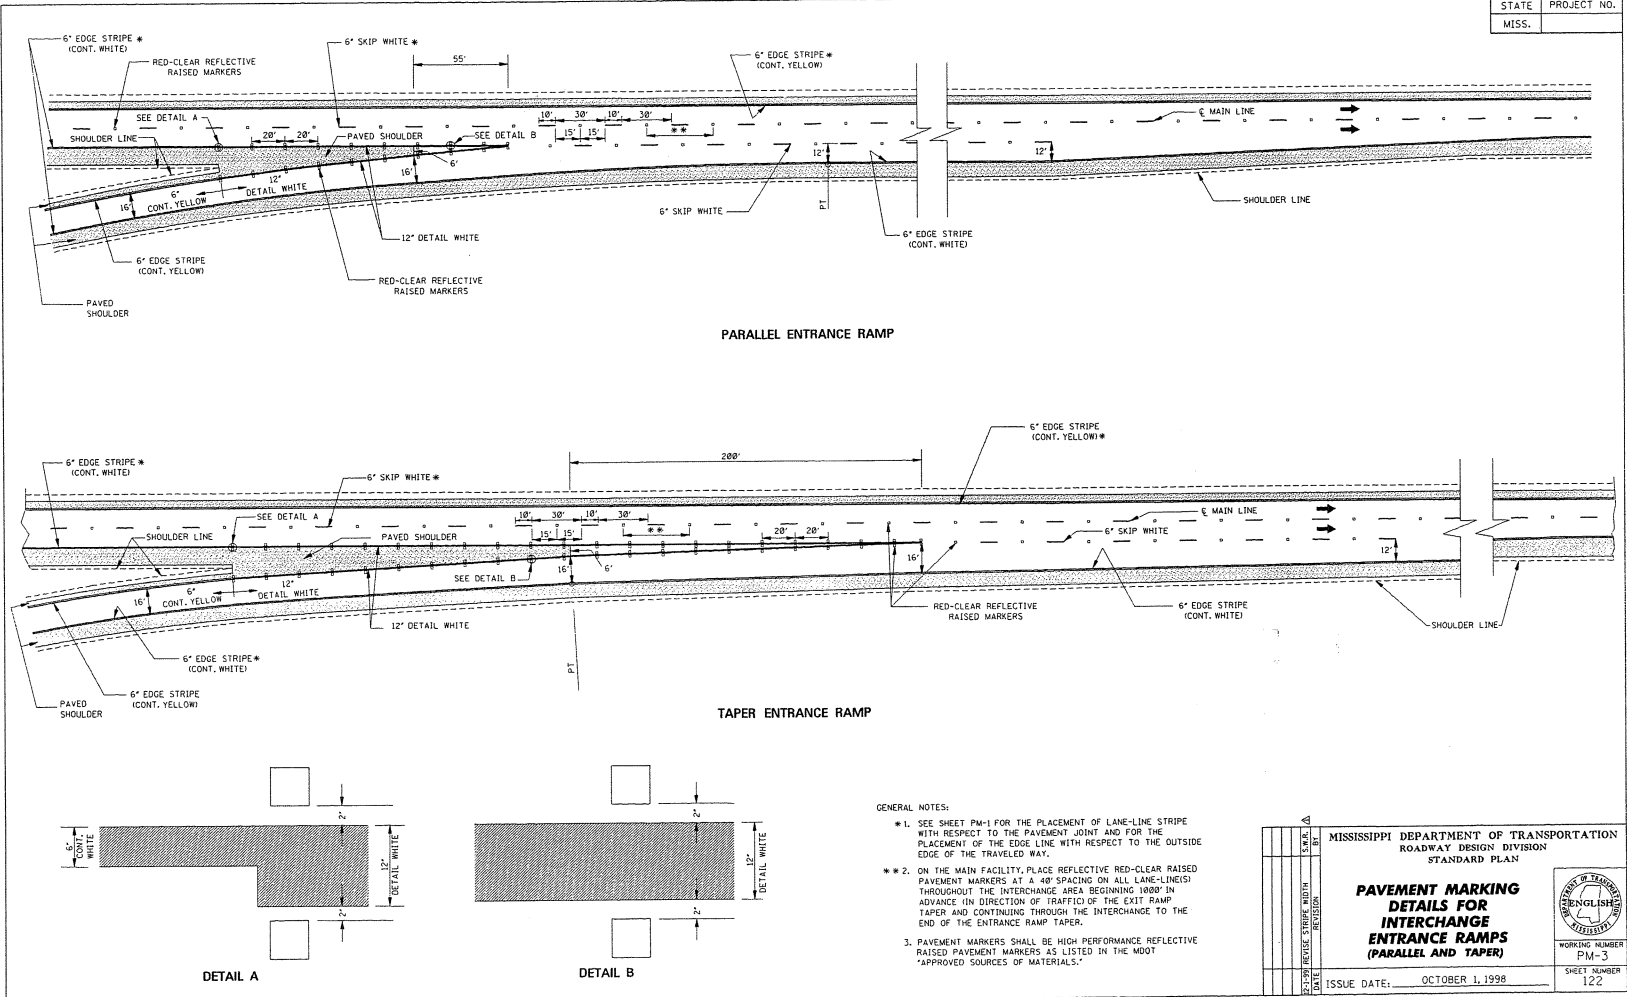 STATE
PROJECT NO.
MISS.
6" EDGE STRIPE *
(CONT. WHITE)
RED-CLEAR REFLECTIVE
RAISED MARKERS
6" SKIP WHITE *
55'
6" EDGE STRIPE *
(CONT. YELLOW)
SEE DETAIL A
SHOULDER LINE
20'
20'
PAVED SHOULDER
SEE DETAIL B
10'
30'
10'
30'
15'
15'
* *
℄ MAIN LINE
12'
12'
6'
16'
12"
DETAIL WHITE
6"
CONT. YELLOW
16'
6" SKIP WHITE
PT
SHOULDER LINE
12" DETAIL WHITE
6" EDGE STRIPE
(CONT. WHITE)
6" EDGE STRIPE
(CONT. YELLOW)
RED-CLEAR REFLECTIVE
RAISED MARKERS
PAVED
SHOULDER
PARALLEL ENTRANCE RAMP
6" EDGE STRIPE
(CONT. YELLOW) *
200'
6" EDGE STRIPE *
(CONT. WHITE)
6" SKIP WHITE *
SEE DETAIL A
10'
30'
10'
30'
℄ MAIN LINE
SHOULDER LINE
PAVED SHOULDER
15'
15'
* *
20'
20'
6" SKIP WHITE
12'
16'
6'
16'
SEE DETAIL B
12"
DETAIL WHITE
6"
CONT. YELLOW
16'
RED-CLEAR REFLECTIVE
RAISED MARKERS
6" EDGE STRIPE
(CONT. WHITE)
SHOULDER LINE
12" DETAIL WHITE
6" EDGE STRIPE *
(CONT. WHITE)
PT
6" EDGE STRIPE
(CONT. YELLOW)
PAVED
SHOULDER
TAPER ENTRANCE RAMP
6"
CONT.
WHITE
2"
12"
DETAIL WHITE
2"
DETAIL A
2"
12"
DETAIL WHITE
2"
DETAIL B
GENERAL NOTES:
* 1. SEE SHEET PM-1 FOR THE PLACEMENT OF LANE-LINE STRIPE
WITH RESPECT TO THE PAVEMENT JOINT AND FOR THE
PLACEMENT OF THE EDGE LINE WITH RESPECT TO THE OUTSIDE
EDGE OF THE TRAVELED WAY.
* * 2. ON THE MAIN FACILITY, PLACE REFLECTIVE RED-CLEAR RAISED
PAVEMENT MARKERS AT A 40' SPACING ON ALL LANE-LINE(S)
THROUGHOUT THE INTERCHANGE AREA BEGINNING 1000' IN
ADVANCE (IN DIRECTION OF TRAFFIC) OF THE EXIT RAMP
TAPER AND CONTINUING THROUGH THE INTERCHANGE TO THE
END OF THE ENTRANCE RAMP TAPER.
3. PAVEMENT MARKERS SHALL BE HIGH PERFORMANCE REFLECTIVE
RAISED PAVEMENT MARKERS AS LISTED IN THE MDOT
"APPROVED SOURCES OF MATERIALS."
S.W.R.
BY
REVISE STRIPE WIDTH
REVISION
12-1-99
DATE
MISSISSIPPI DEPARTMENT OF TRANSPORTATION
ROADWAY DESIGN DIVISION
STANDARD PLAN
PAVEMENT MARKING
DETAILS FOR
INTERCHANGE
ENTRANCE RAMPS
(PARALLEL AND TAPER)
DEPARTMENT OF TRANSPORTATION
ENGLISH
MISSISSIPPI
WORKING NUMBER
PM-3
ISSUE DATE: OCTOBER 1, 1998
SHEET NUMBER
122